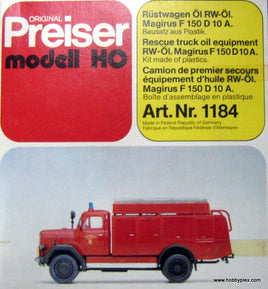 ORIGINAL
Preiser
modell HO
Rüstwagen Öl RW-Öl.
Magirus F 150 D 10 A.
Bausatz aus Plastik.
Rescue truck oil equipment
RW-Öl. Magirus F 150 D 10 A.
Kit made of plastics.
Camion de premier secours
équipement d'huile RW-Öl.
Magirus F 150 D 10 A.
Boîte d'assemblage en plastique.
Art. Nr. 1184
Made in Federal Republic of Germany
Fabriqué en République Fédérale d'Allemagne
© www.hobbyplex.com